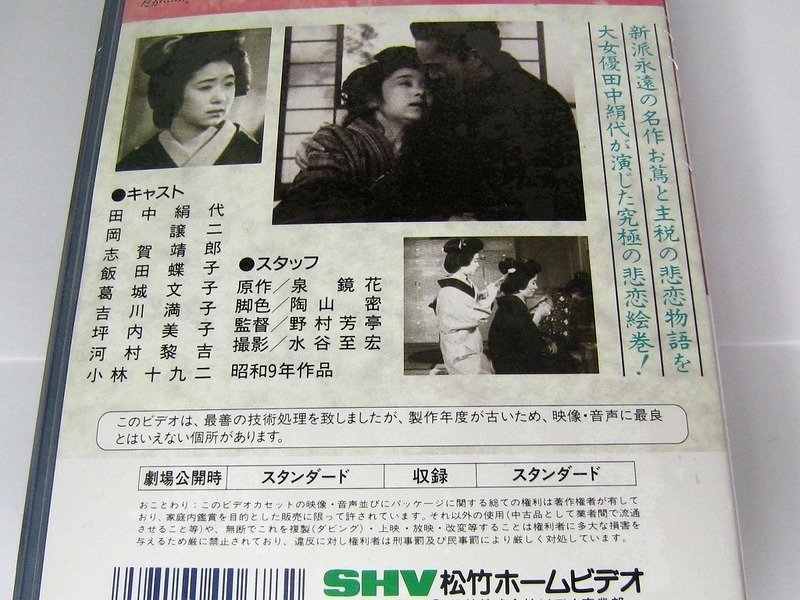 だが……。
新派永遠の名作 お蔦と主税の悲恋物語を
大女優田中絹代が演じた究極の悲恋絵巻！
●キャスト
田中絹代
岡譲二
志賀靖郎
飯田蝶子
葛城文子
吉川満子
坪内美子
河村黎吉
小林十九二
●スタッフ
原作／泉 鏡花
脚色／陶山 密
監督／野村芳亭
撮影／水谷至宏
昭和9年作品
このビデオは、最善の技術処理を致しましたが、製作年度が古いため、映像・音声に最良
とはいえない個所があります。
劇場公開時 スタンダード 収録 スタンダード
おことわり：このビデオカセットの映像・音声並びにパッケージに関する総ての権利は著作権者が有して
おり、家庭内鑑賞を目的とした販売に限って許されています。それ以外の使用(中古品として業者間で流通
させること等)や、無断でこれを複製(ダビング)・上映・放映・改変等することは権利者に多大な損害を
与えるため厳に禁止されており、違反に対し権利者は刑事罰及び民事罰により厳しく対処しています。
SHV 松竹ホームビデオ